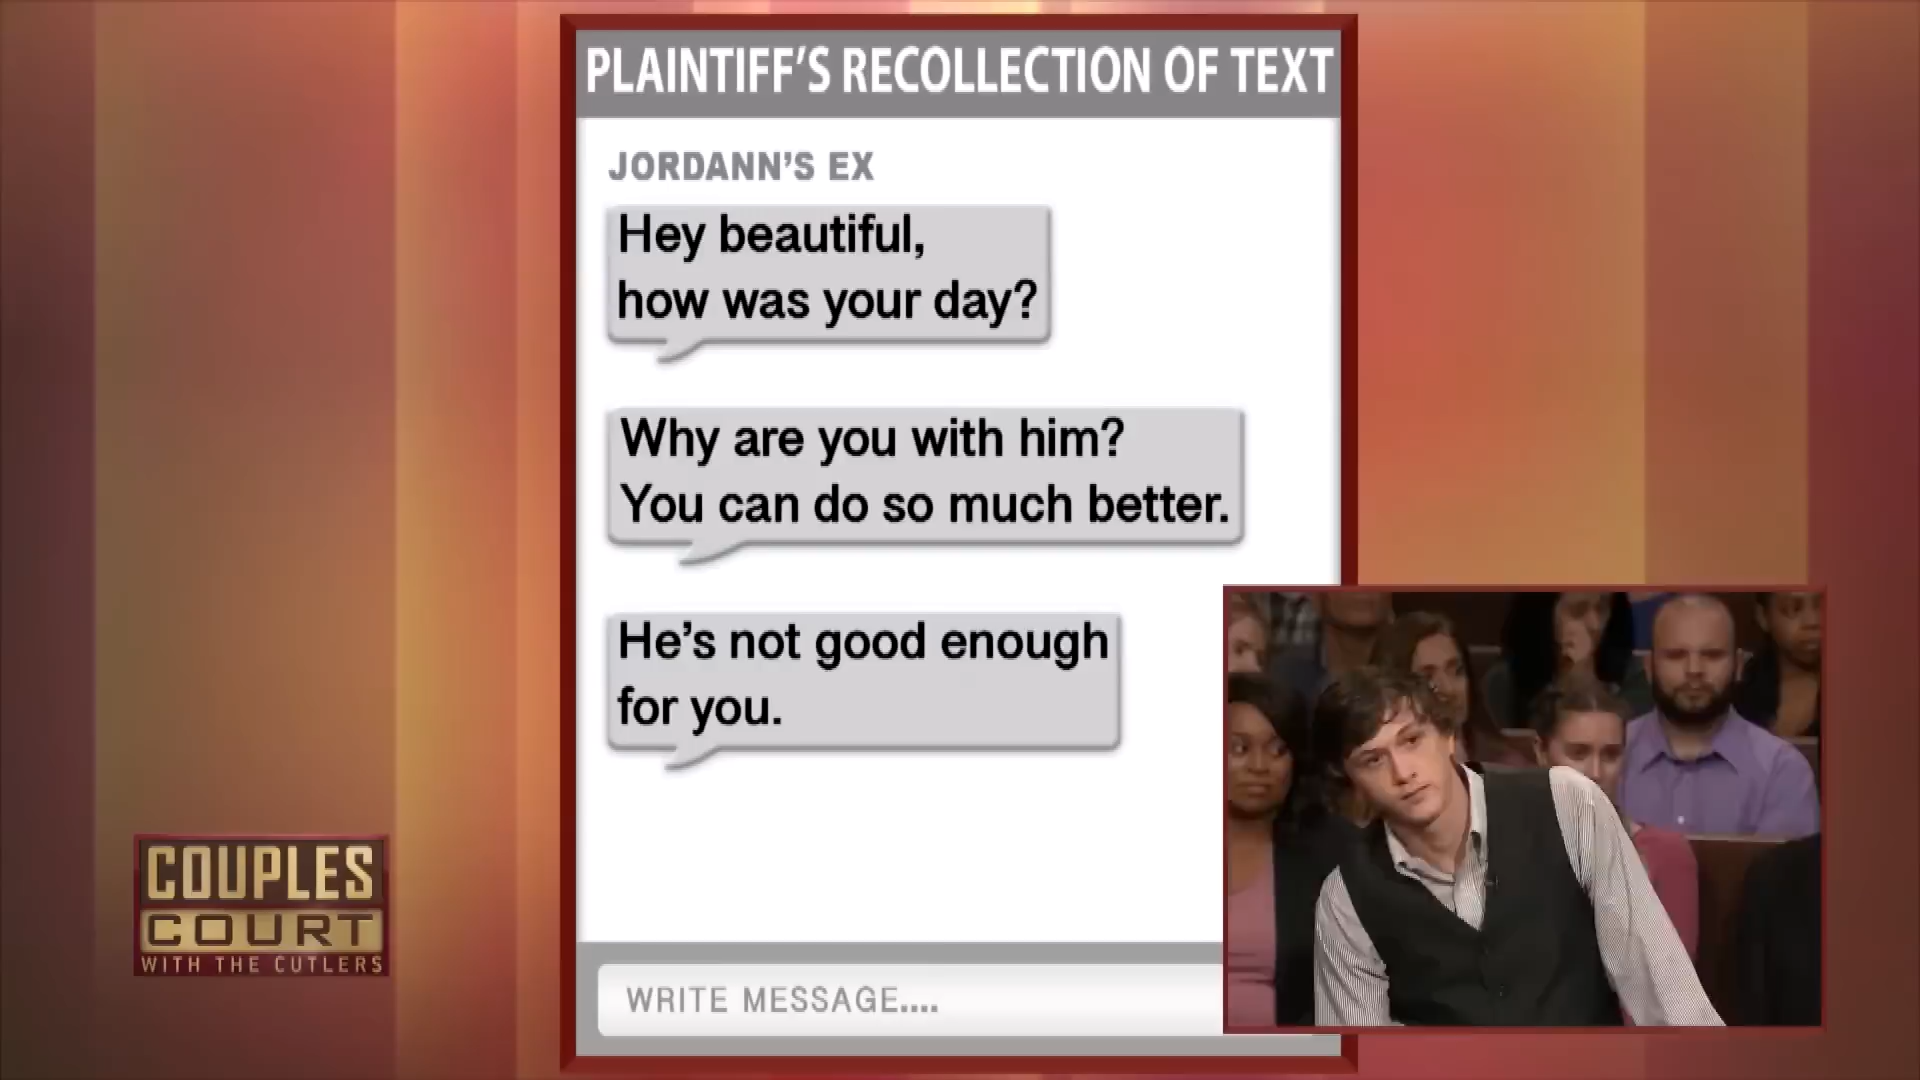 PLAINTIFF'S RECOLLECTION OF TEXT
JORDANN'S EX
Hey beautiful,
how was your day?
Why are you with him?
You can do so much better.
He's not good enough
for you.
WRITE MESSAGE....
COUPLES
COURT
WITH THE CUTLERS